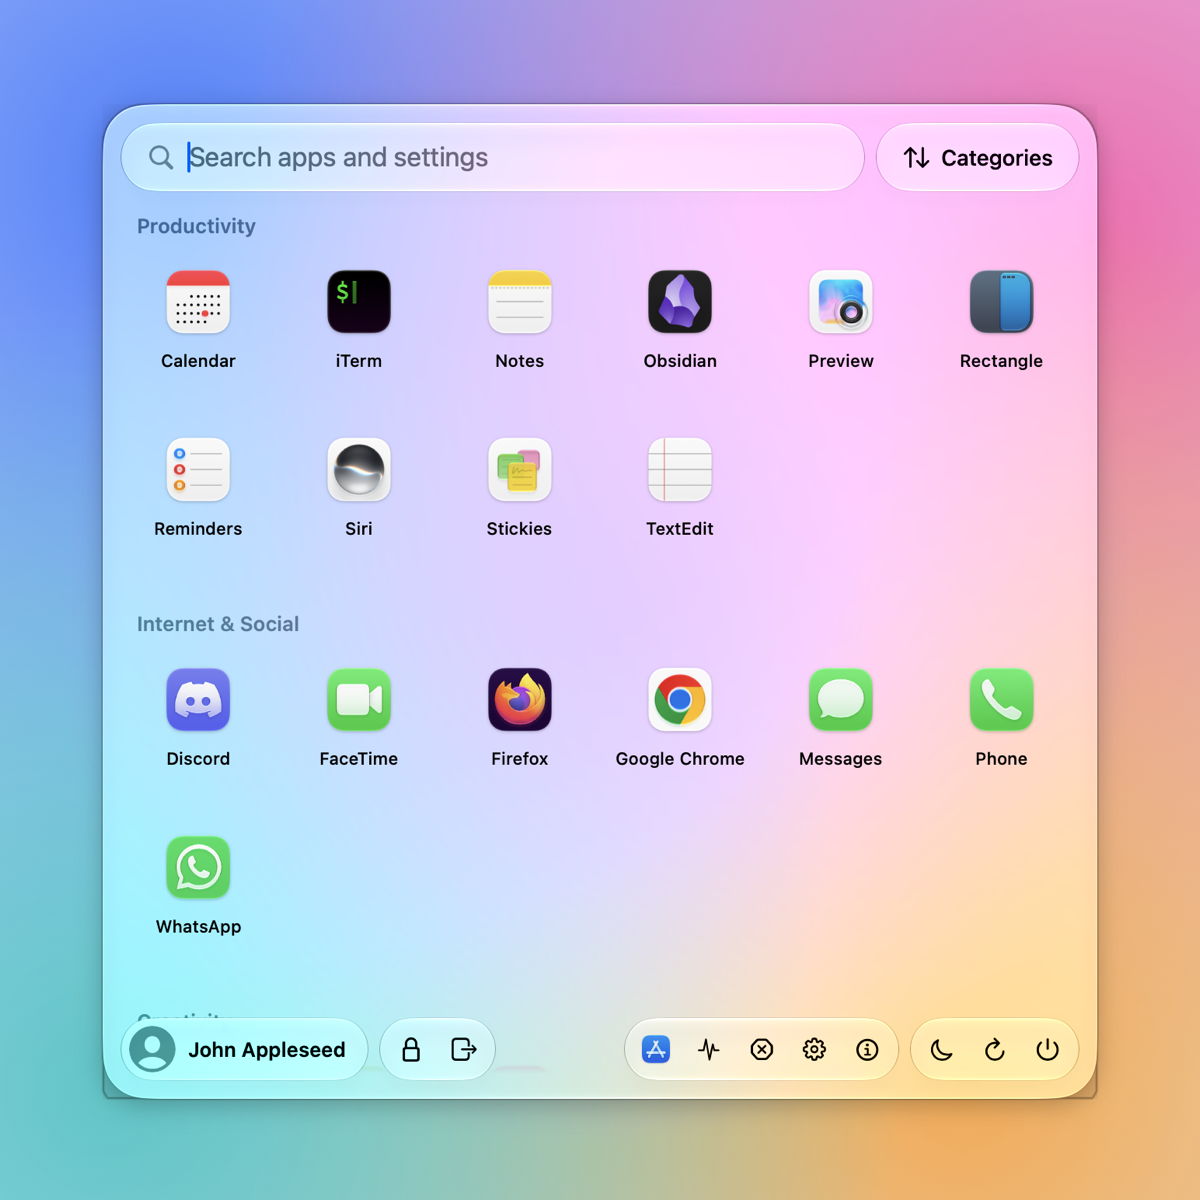 Search apps and settings
Categories
Productivity
Calendar
iTerm
Notes
Obsidian
Preview
Rectangle
Reminders
Siri
Stickies
TextEdit
Internet & Social
Discord
FaceTime
Firefox
Google Chrome
Messages
Phone
WhatsApp
John Appleseed